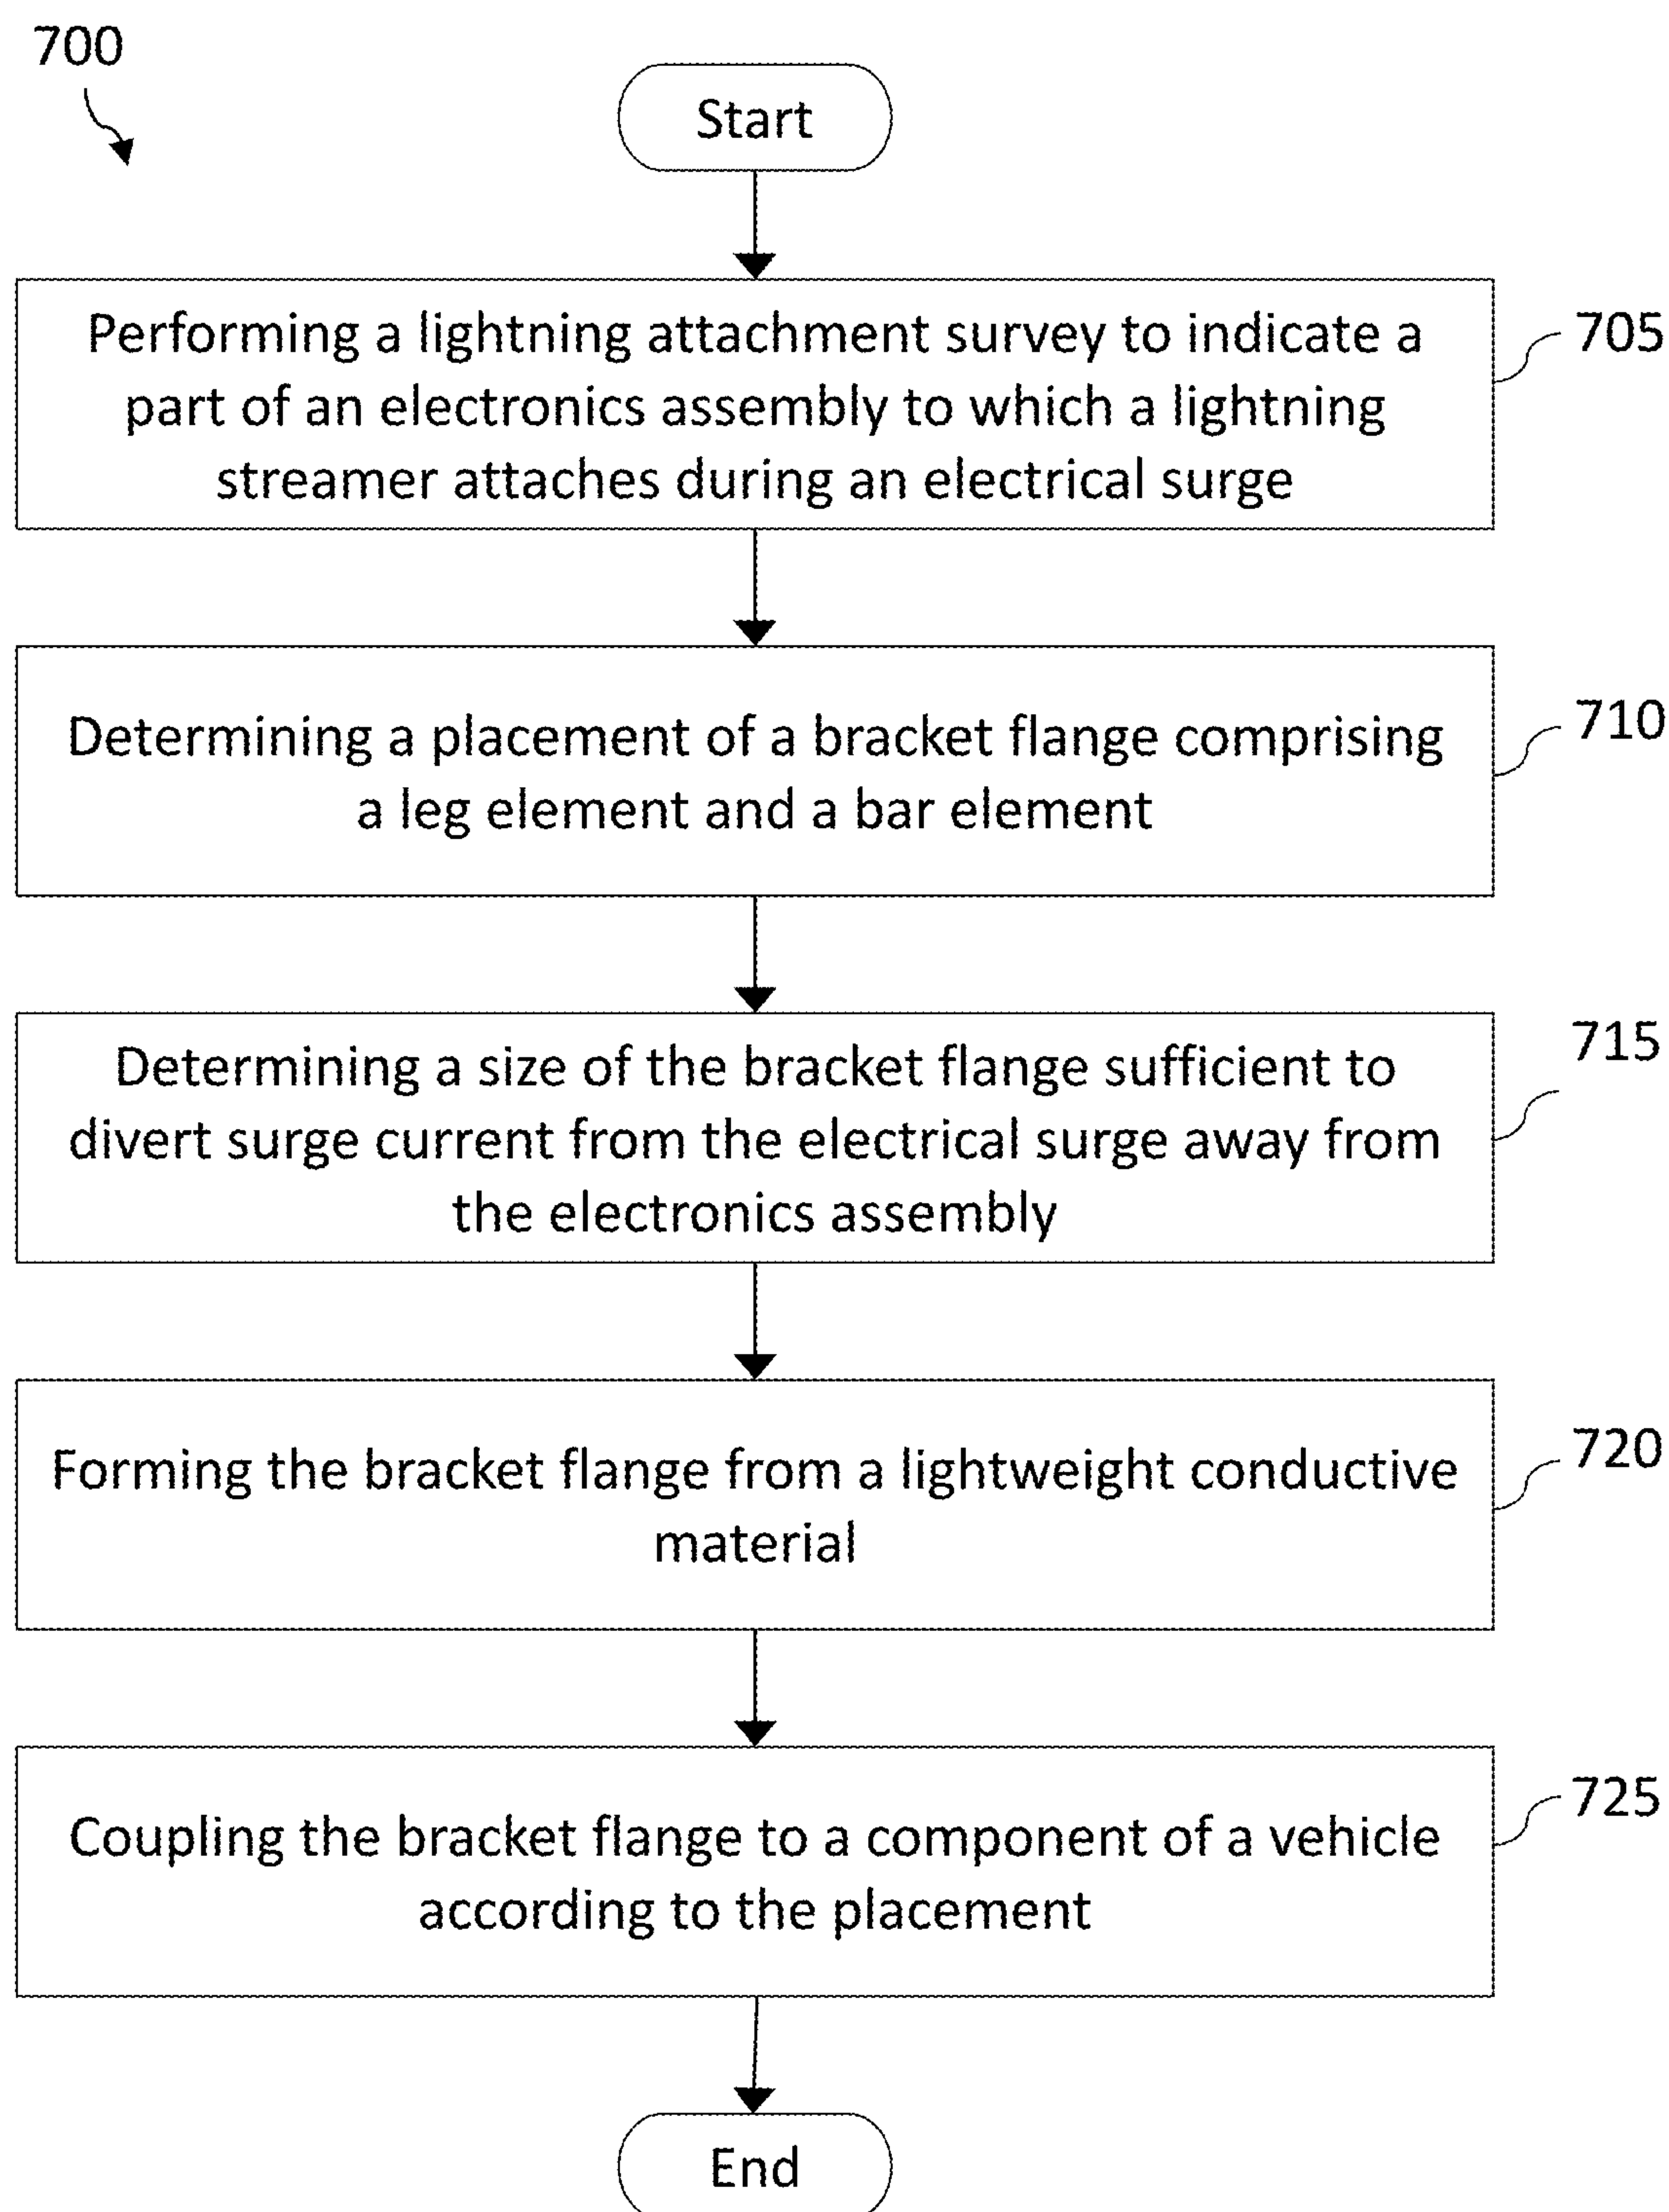 700
Start
Performing a lightning attachment survey to indicate a
part of an electronics assembly to which a lightning
streamer attaches during an electrical surge
705
Determining a placement of a bracket flange comprising
a leg element and a bar element
710
Determining a size of the bracket flange sufficient to
divert surge current from the electrical surge away from
the electronics assembly
715
Forming the bracket flange from a lightweight conductive
material
720
Coupling the bracket flange to a component of a vehicle
according to the placement
725
End